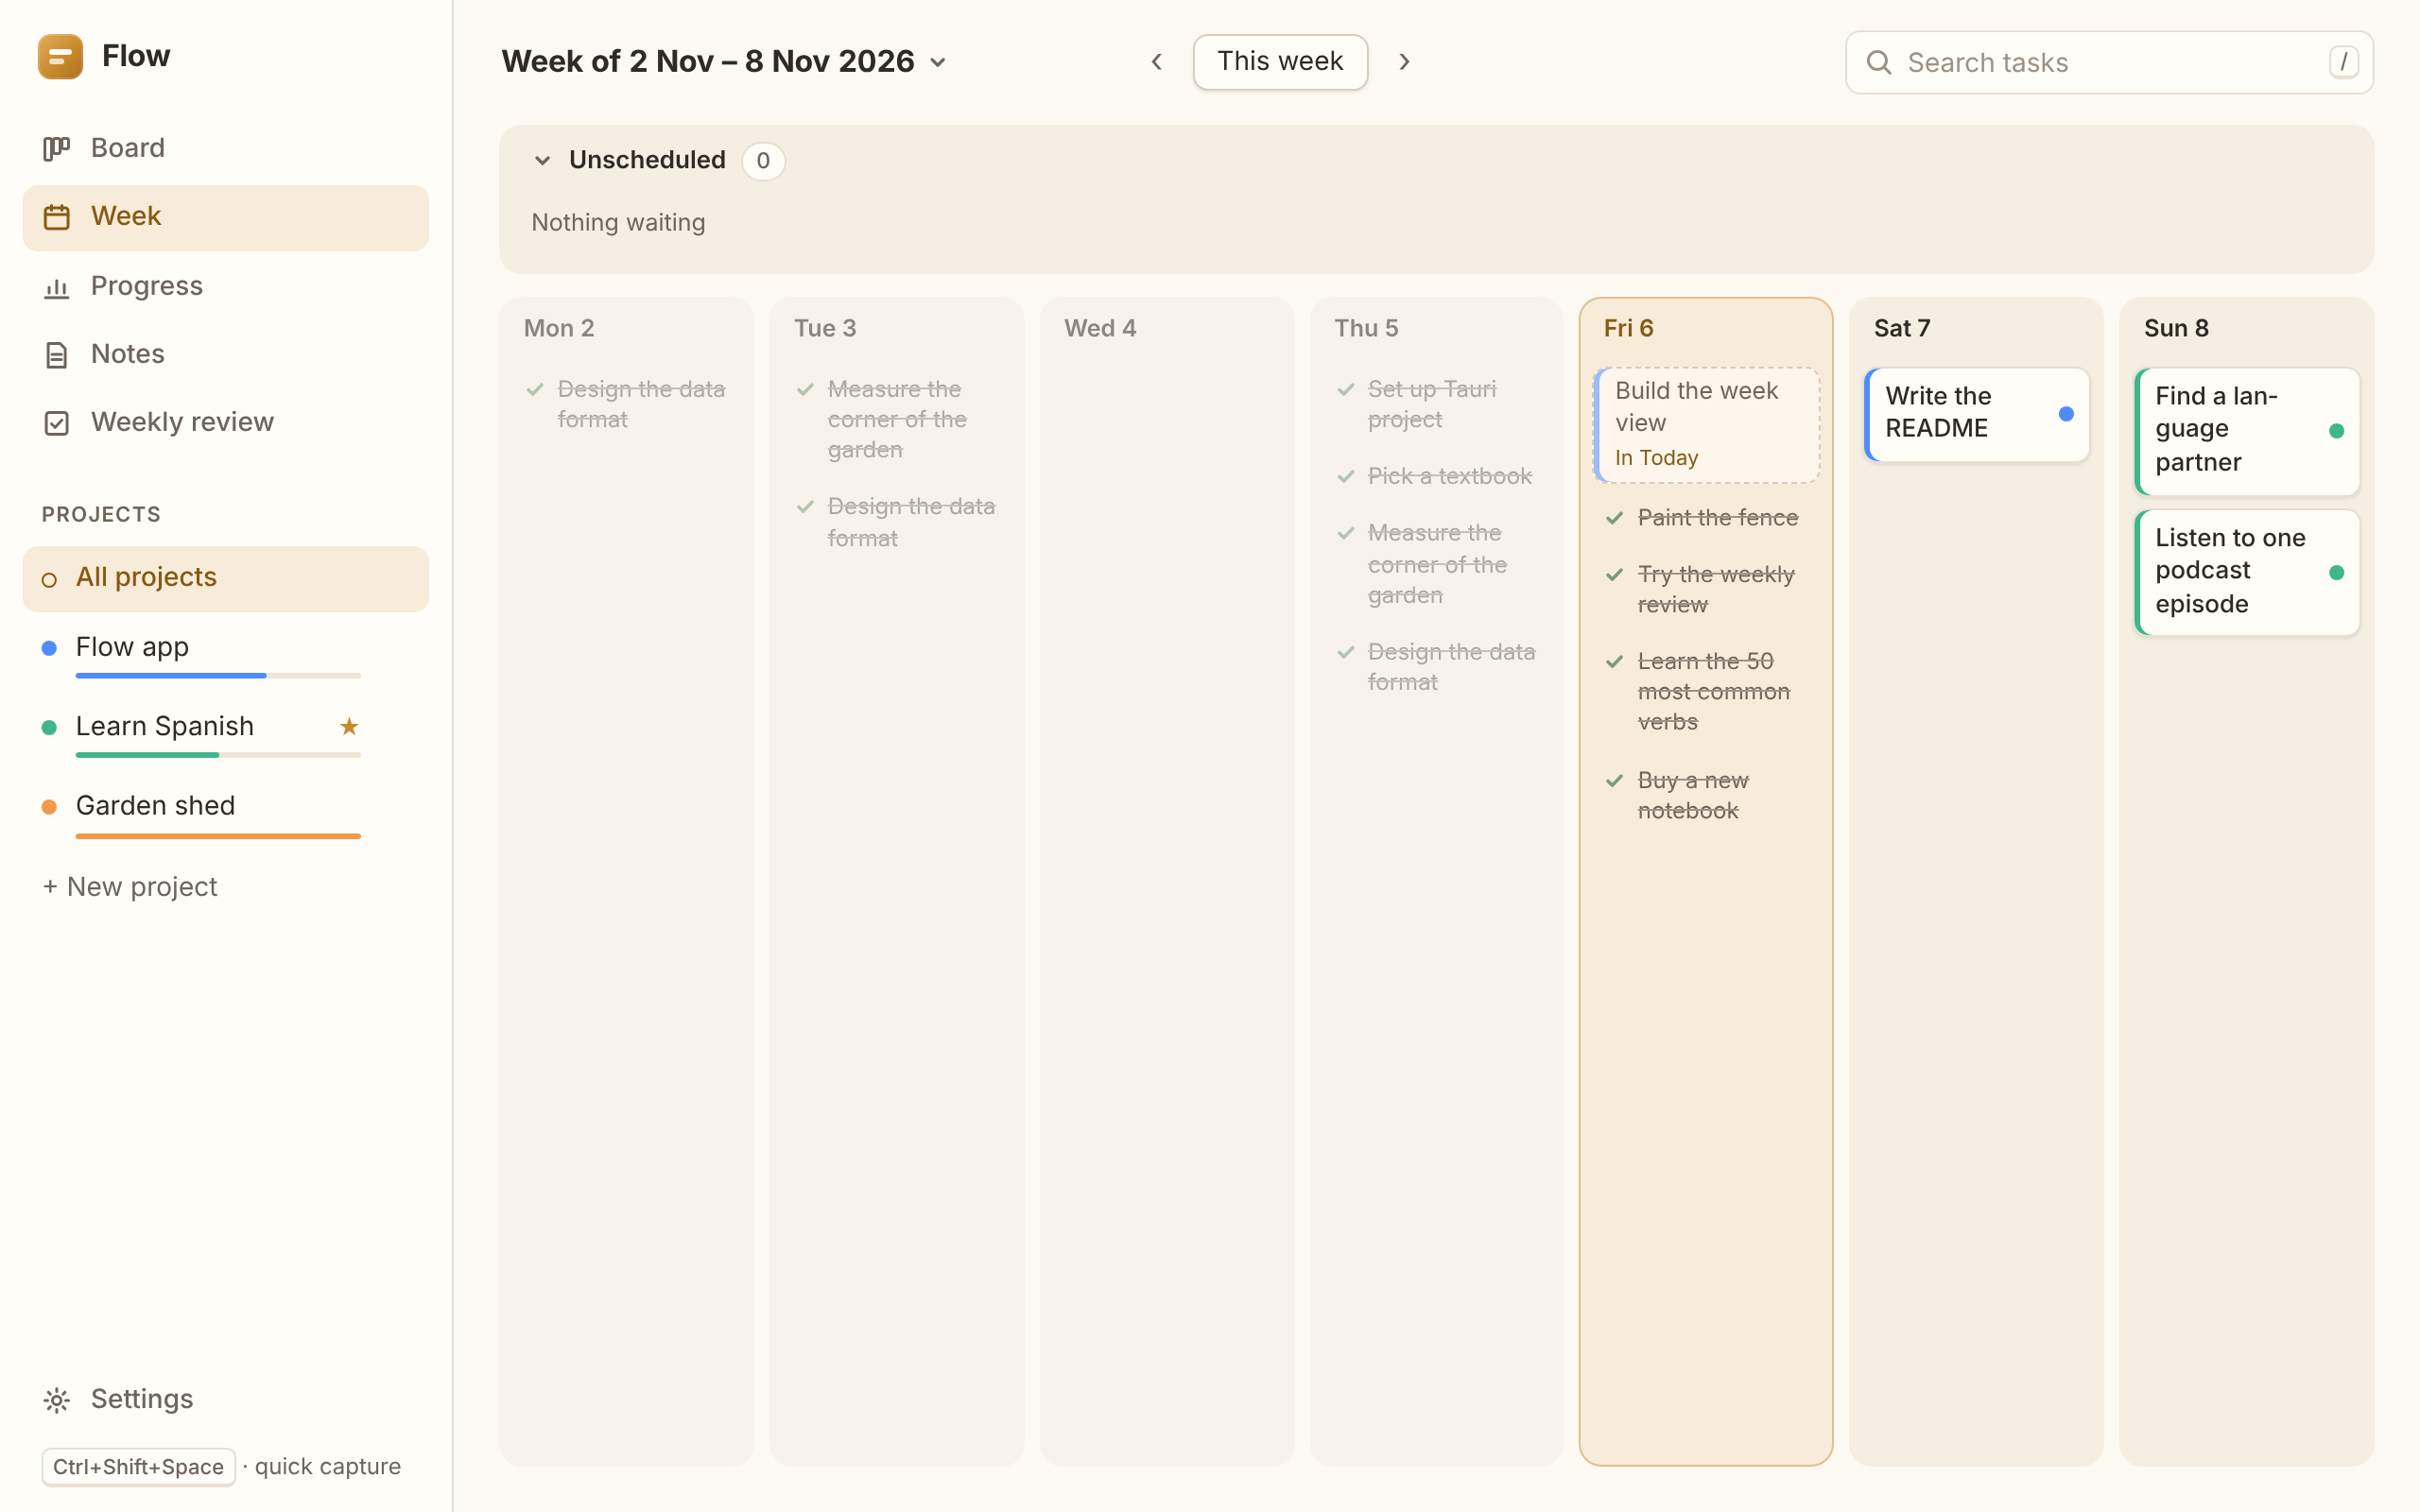 Flow
Board
Week
Progress
Notes
Weekly review
PROJECTS
All projects
Flow app
Learn Spanish
Garden shed
+ New project
Settings
Ctrl+Shift+Space · quick capture
Week of 2 Nov – 8 Nov 2026
This week
Search tasks /
Unscheduled 0
Nothing waiting
Mon 2
Design the data
format
Tue 3
Measure the
corner of the
garden
Design the data
format
Wed 4
Thu 5
Set up Tauri
project
Pick a textbook
Measure the
corner of the
garden
Design the data
format
Fri 6
Build the week
view
In Today
Paint the fence
Try the weekly
review
Learn the 50
most common
verbs
Buy a new
notebook
Sat 7
Write the
README
Sun 8
Find a lan-
guage
partner
Listen to one
podcast
episode